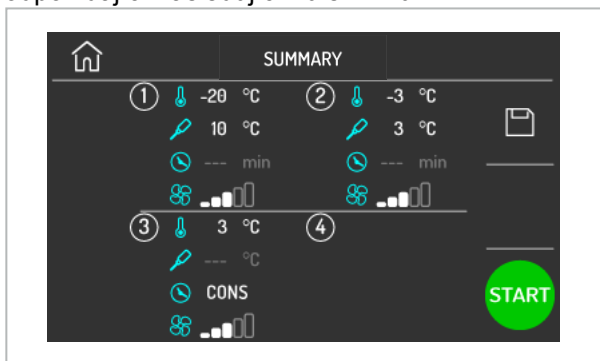 SUMMARY
1 -20 °C 2 -3 °C
10 °C 3 °C
--- min --- min
3 3 °C 4
--- °C
CONS
START